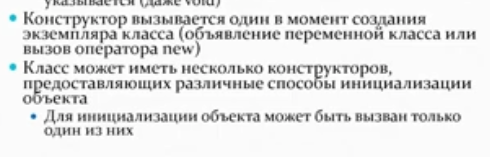 указывается (даже void)
• Конструктор вызывается один в момент создания
экземпляра класса (объявление переменной класса или
вызов оператора new)
• Класс может иметь несколько конструкторов,
предоставляющих различные способы инициализации
объекта
• Для инициализации объекта может быть вызван только
один из них